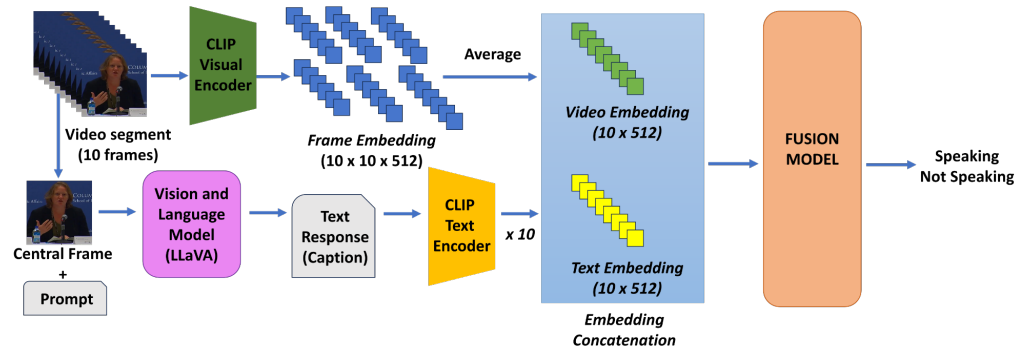 CLIP
Visual
Encoder
Average
Video segment
(10 frames)
Frame Embedding
(10 x 10 x 512)
Video Embedding
(10 x 512)
FUSION
MODEL
Speaking
Not Speaking
Vision and
Language
Model
(LLaVA)
Text
Response
(Caption)
CLIP
Text
Encoder
x 10
Central Frame
+
Prompt
Text Embedding
(10 x 512)
Embedding
Concatenation